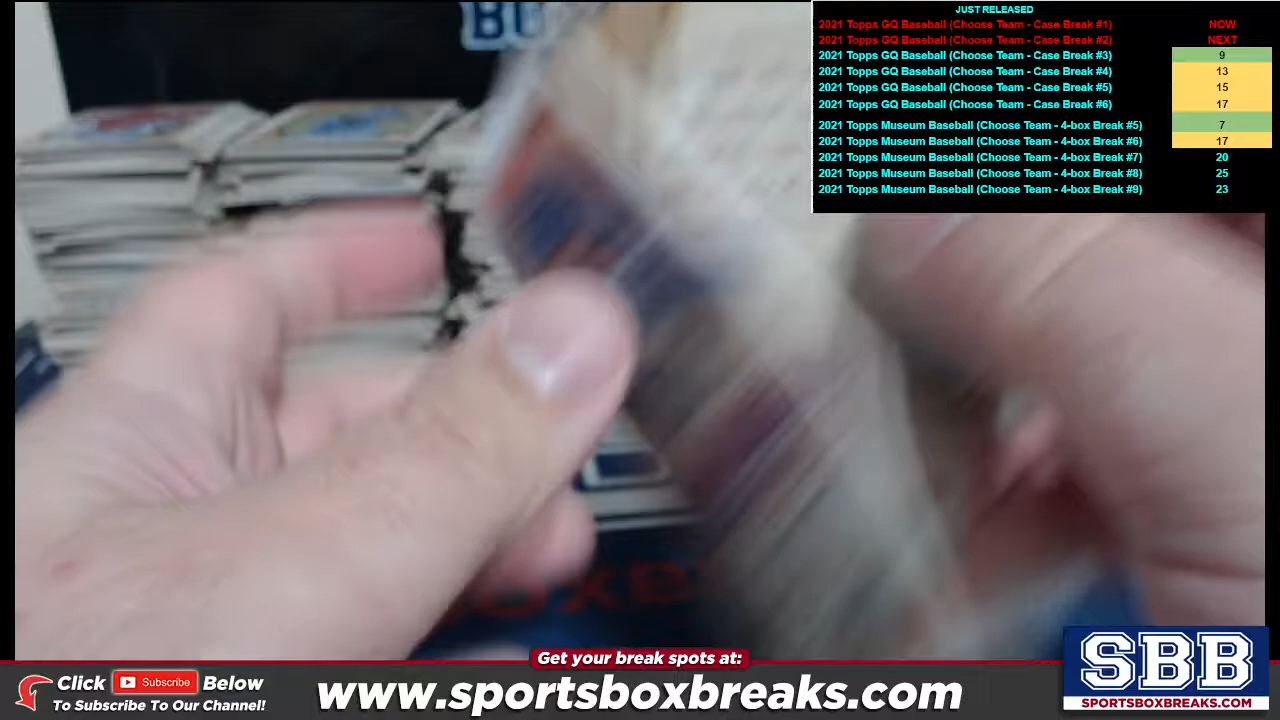 JUST RELEASED
2021 Topps GQ Baseball (Choose Team - Case Break #1) NOW
2021 Topps GQ Baseball (Choose Team - Case Break #2) NEXT
2021 Topps GQ Baseball (Choose Team - Case Break #3) 9
2021 Topps GQ Baseball (Choose Team - Case Break #4) 13
2021 Topps GQ Baseball (Choose Team - Case Break #5) 15
2021 Topps GQ Baseball (Choose Team - Case Break #6) 17
2021 Topps Museum Baseball (Choose Team - 4-box Break #5) 7
2021 Topps Museum Baseball (Choose Team - 4-box Break #6) 17
2021 Topps Museum Baseball (Choose Team - 4-box Break #7) 20
2021 Topps Museum Baseball (Choose Team - 4-box Break #8) 25
2021 Topps Museum Baseball (Choose Team - 4-box Break #9) 23
Get your break spots at:
Click Subscribe Below
To Subscribe To Our Channel!
www.sportsboxbreaks.com
SBB
SPORTSBOXBREAKS.COM